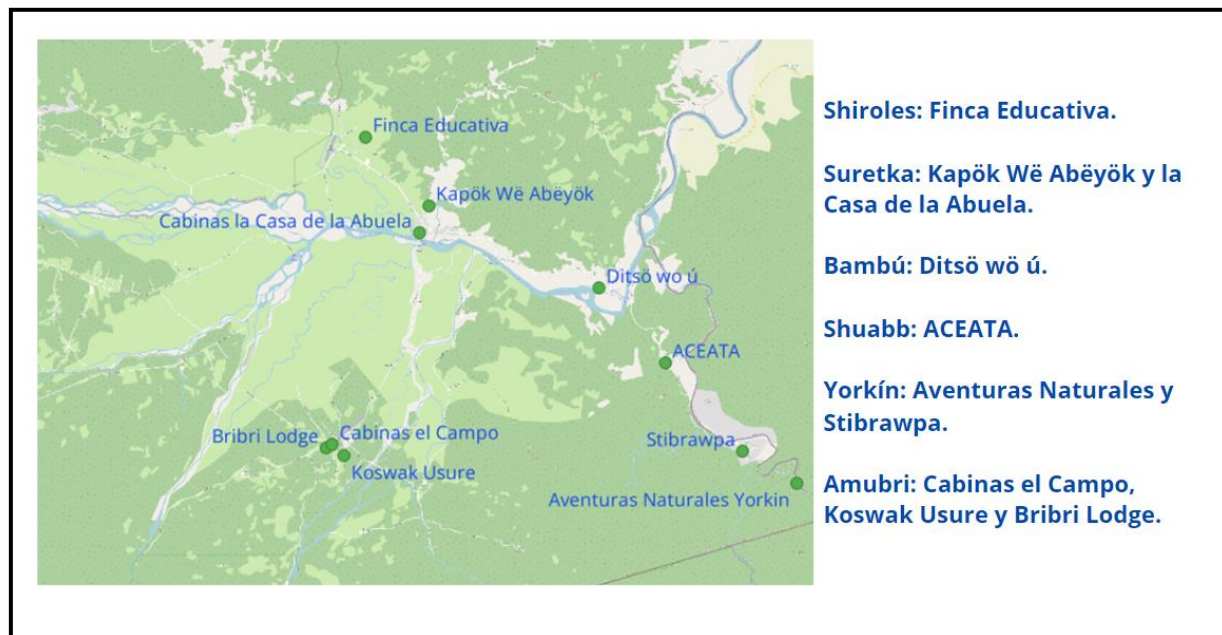 Finca Educativa
Kapök Wë Abëyök
Cabinas la Casa de la Abuela
Ditsö wo ú
ACEATA
Bribri Lodge
Cabinas el Campo
Koswak Usure
Stibrawpa
Aventuras Naturales Yorkin
Shiroles: Finca Educativa.
Suretka: Kapök Wë Abëyök y la
Casa de la Abuela.
Bambú: Ditsö wö ú.
Shuabb: ACEATA.
Yorkín: Aventuras Naturales y
Stibrawpa.
Amubri: Cabinas el Campo,
Koswak Usure y Bribri Lodge.